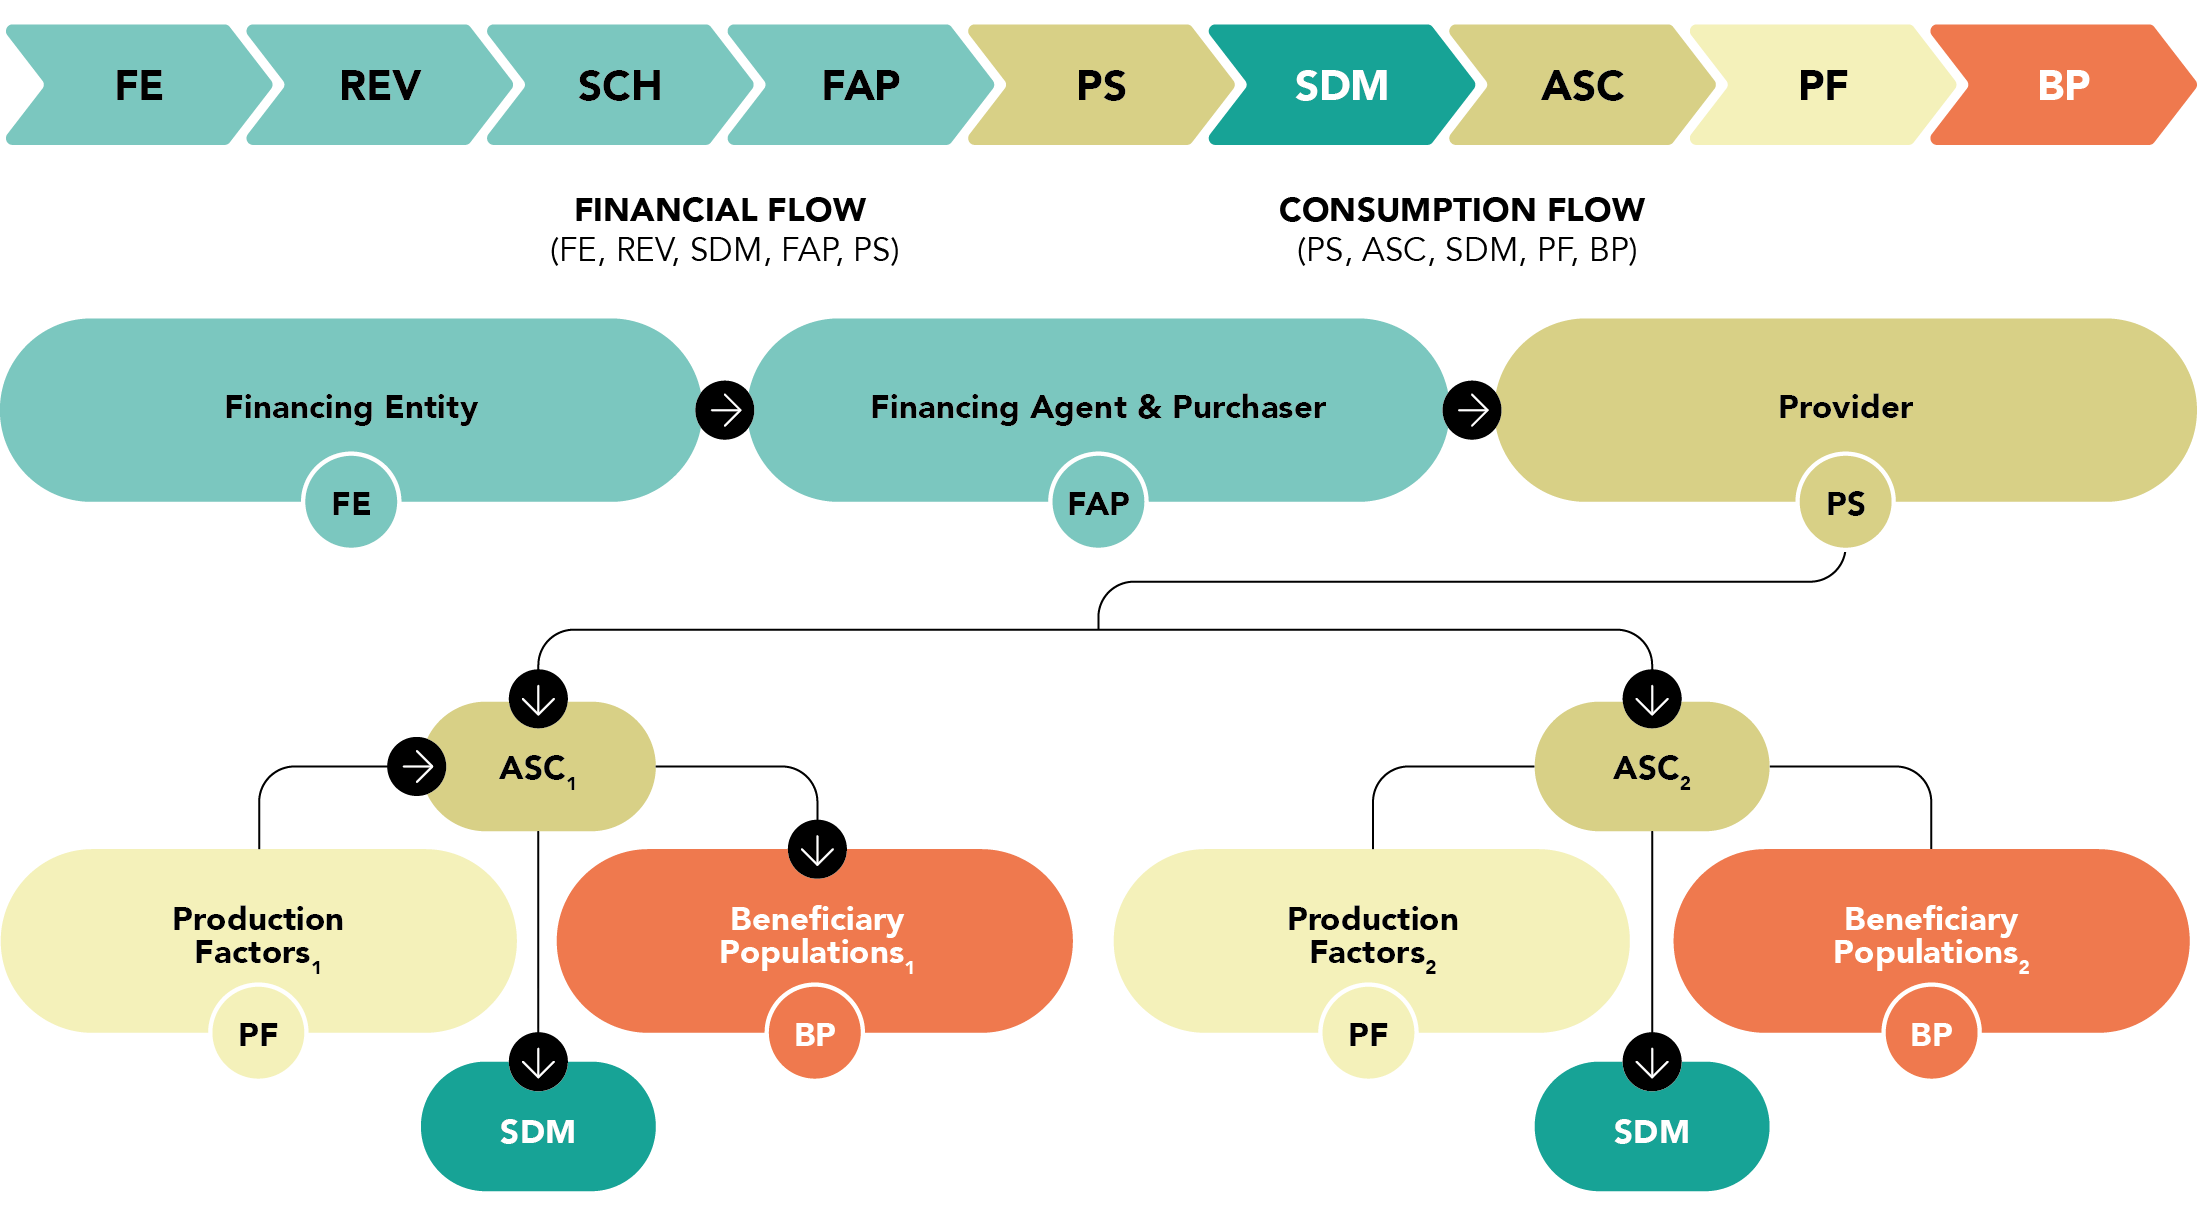 FE REV SCH FAP PS SDM ASC PF BP
FINANCIAL FLOW
(FE, REV, SDM, FAP, PS)
CONSUMPTION FLOW
(PS, ASC, SDM, PF, BP)
Financing Entity
FE
Financing Agent & Purchaser
FAP
Provider
PS
ASC1
Production
Factors1
PF
Beneficiary
Populations1
BP
SDM
ASC2
Production
Factors2
PF
Beneficiary
Populations2
BP
SDM